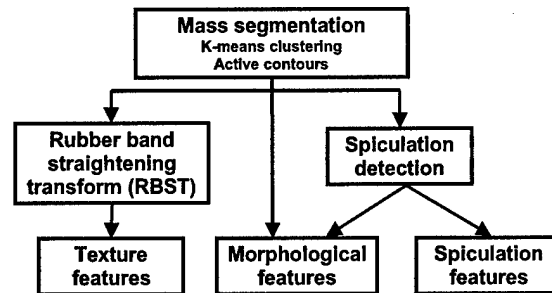 Mass segmentation
K-means clustering
Active contours
Rubber band
straightening
transform (RBST)
Spiculation
detection
Texture
features
Morphological
features
Spiculation
features